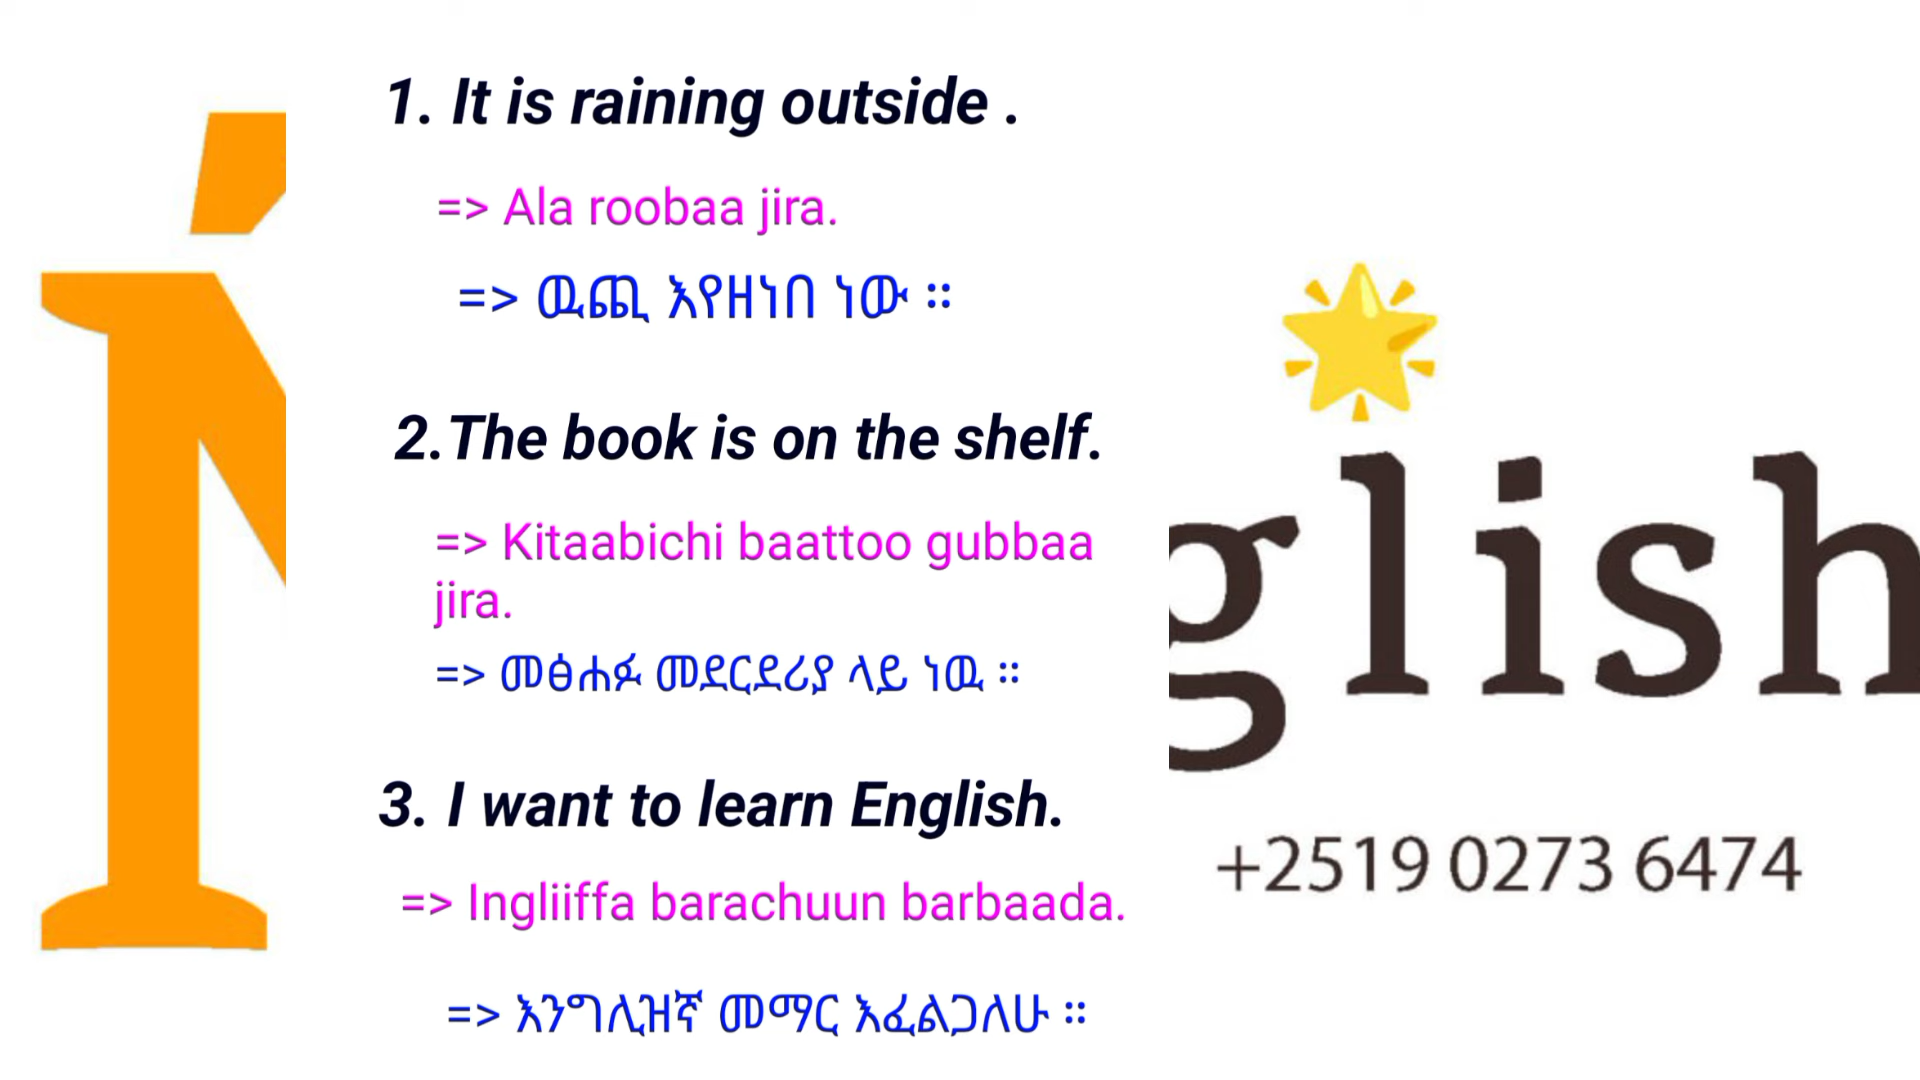 1. It is raining outside .
=> Ala roobaa jira.
=> ዉጪ እየዘነበ ነው ።
2.The book is on the shelf.
=> Kitaabichi baattoo gubbaa
jira.
=> መፅሐፉ መደርደሪያ ላይ ነዉ ።
3. I want to learn English.
=> Ingliiffa barachuun barbaada.
=> እንግሊዝኛ መማር እፈልጋለሁ ።
glish
+2519 0273 6474